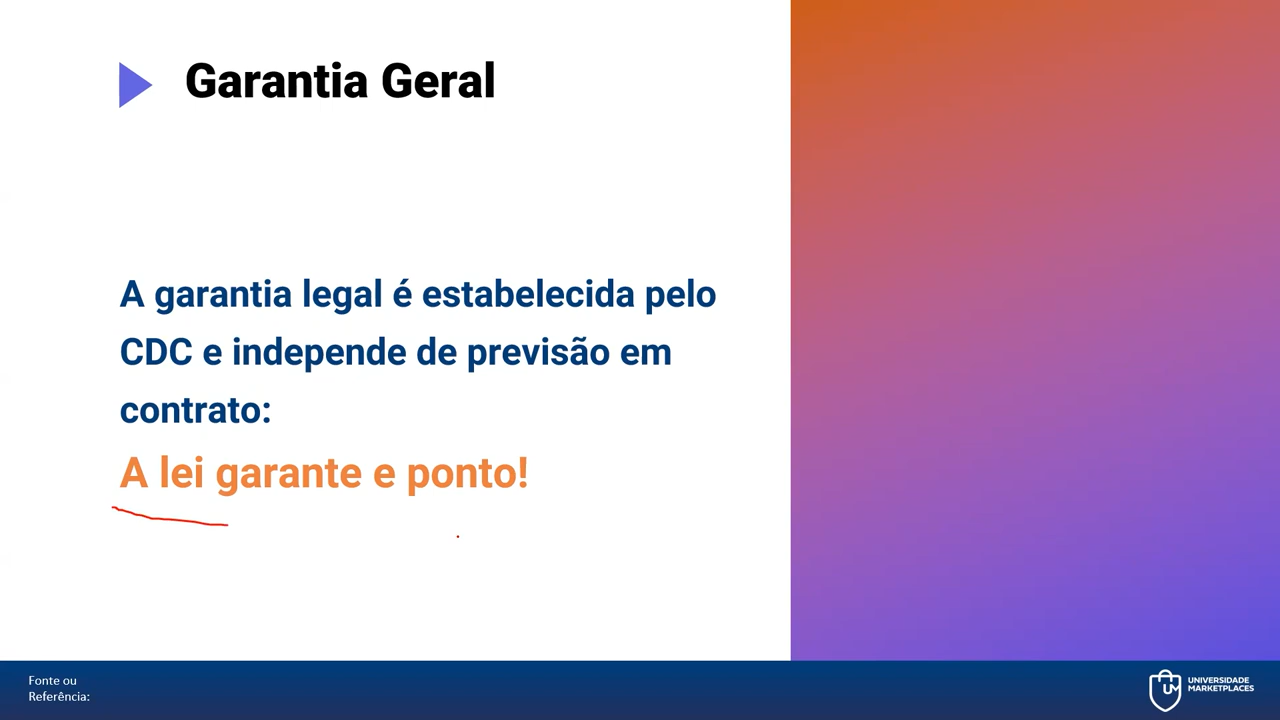 Garantia Geral
A garantia legal é estabelecida pelo
CDC e independe de previsão em
contrato:
A lei garante e ponto!
Fonte ou
Referência:
UM
UNIVERSIDADE
MARKETPLACES